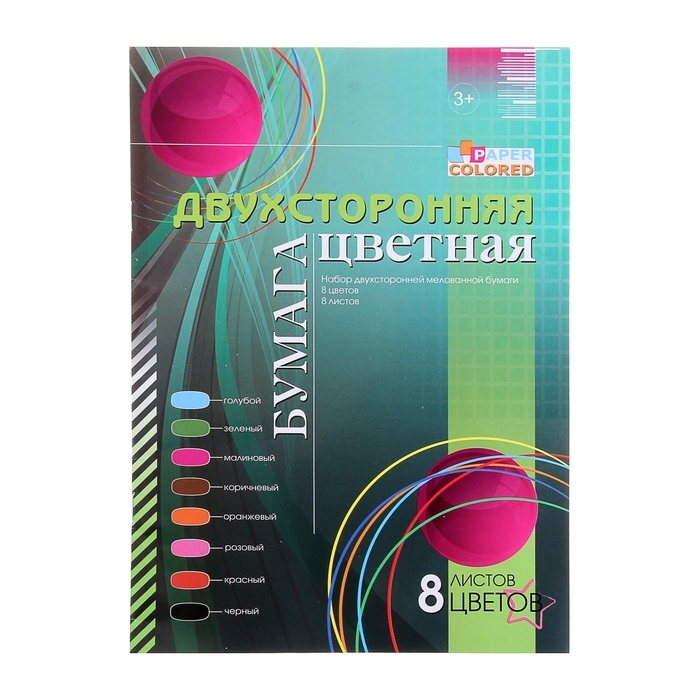 3+
PAPER
COLORED
ДВУХСТОРОННЯЯ
цветная
БУМАГА
Набор двухсторонней мелованной бумаги
8 цветов
8 листов
голубой
зеленый
малиновый
коричневый
оранжевый
розовый
красный
черный
8 ЛИСТОВ
ЦВЕТОВ